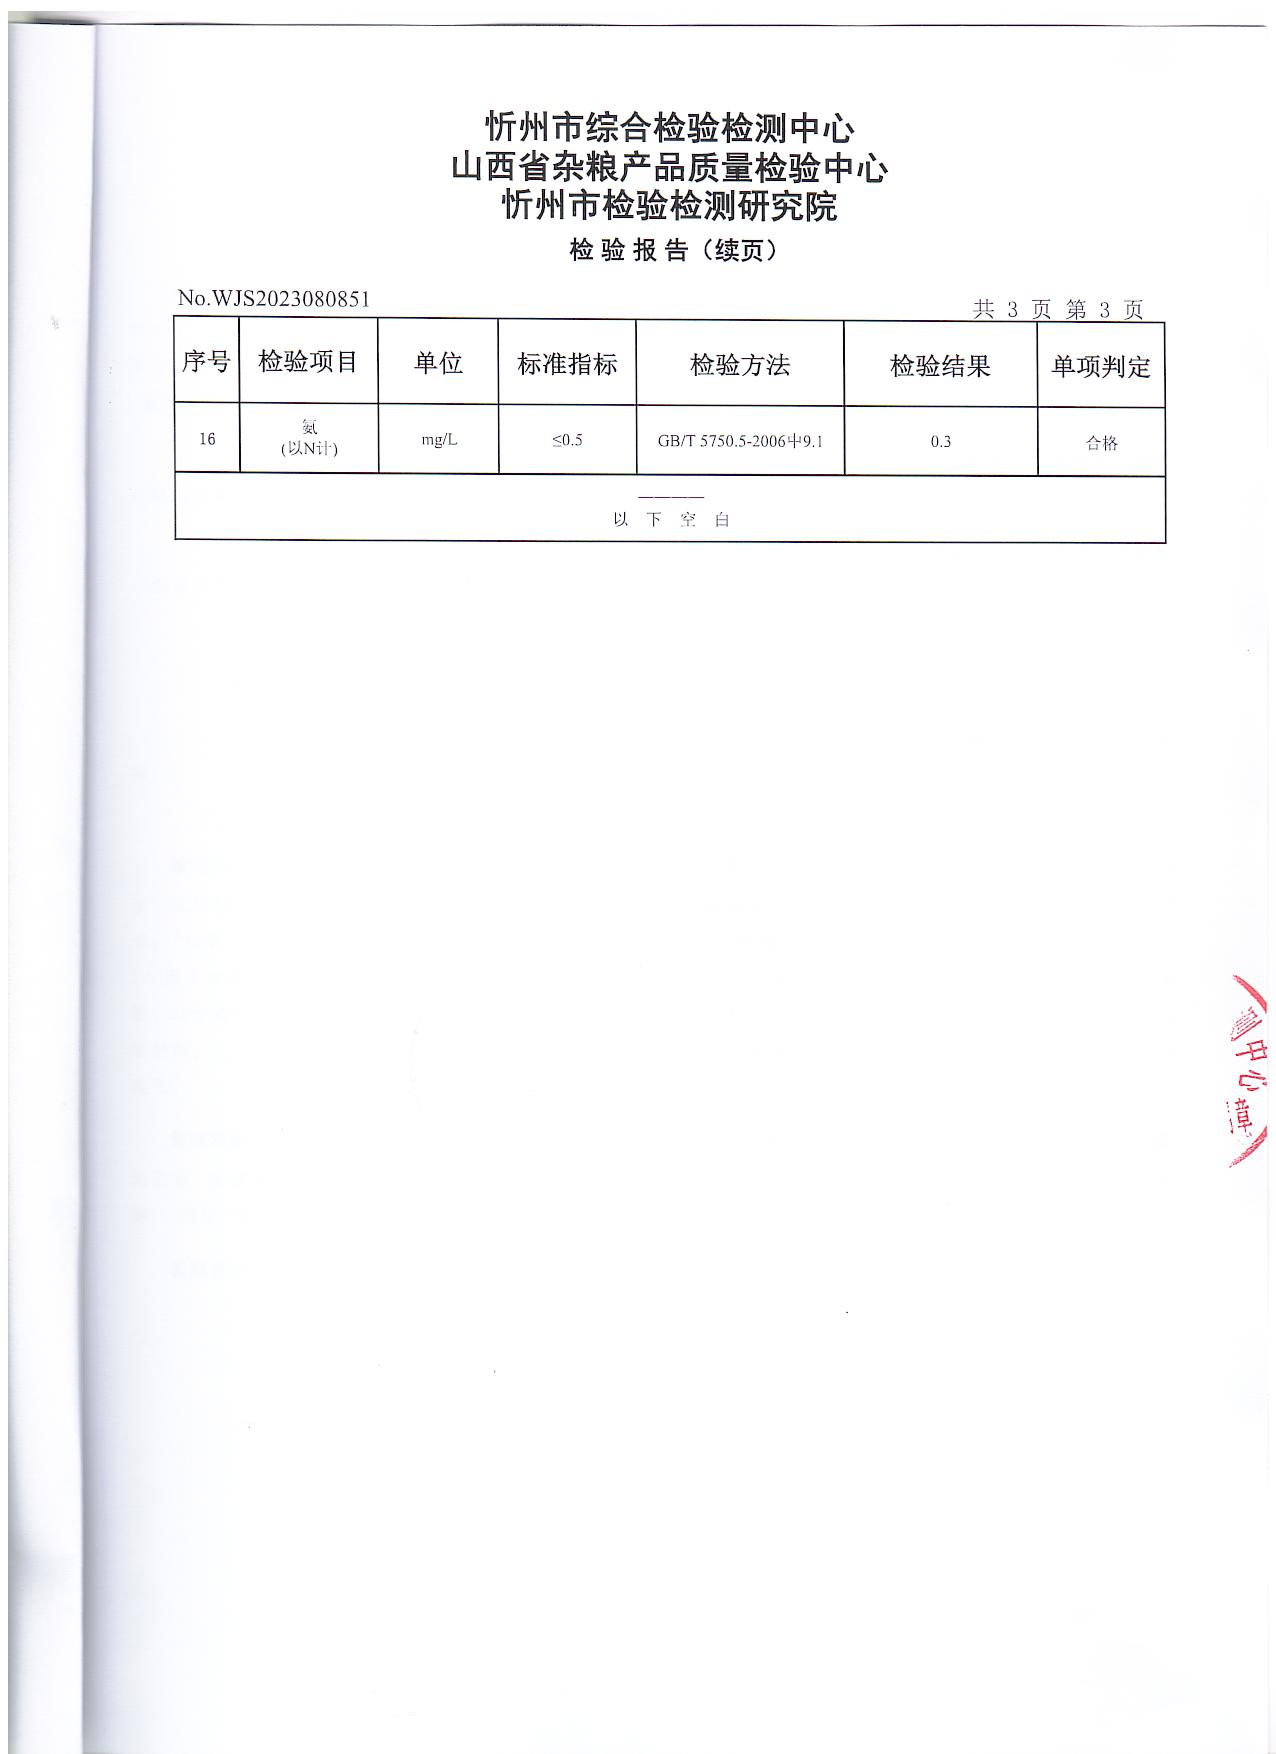 忻州市综合检验检测中心
山西省杂粮产品质量检验中心
忻州市检验检测研究院
检验报告（续页）
No.WJS2023080851
共 3 页 第 3 页
序号 检验项目 单位 标准指标 检验方法 检验结果 单项判定
16 氨 (以N计) mg/L ≤0.5 GB/T 5750.5-2006中9.1 0.3 合格
以 下 空 白
中心
章